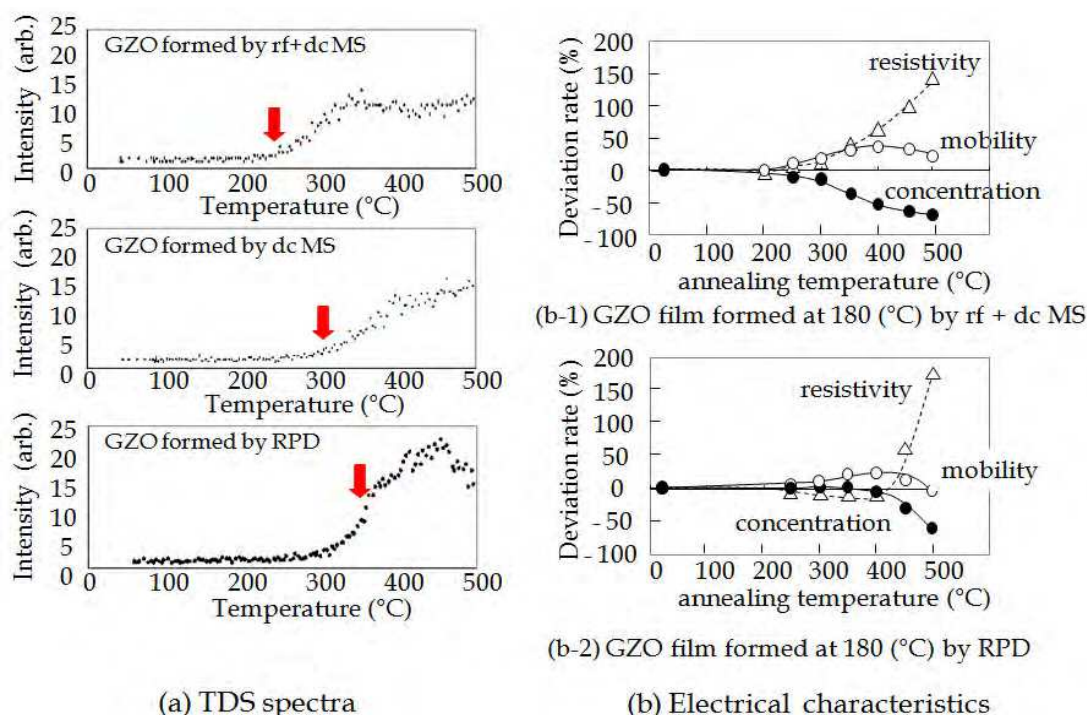 GZO formed by rf+dc MS
Intensity (arb.)
25
20
15
10
5
0
0 100 200 300 400 500
Temperature (°C)
GZO formed by dc MS
Intensity (arb.)
25
20
15
10
5
0
0 100 200 300 400 500
Temperature (°C)
GZO formed by RPD
Intensity (arb.)
25
20
15
10
5
0
0 100 200 300 400 500
Temperature (°C)
(a) TDS spectra
Deviation rate (%)
200
150
100
50
0
-50
-100
resistivity
mobility
concentration
0 100 200 300 400 500
annealing temperature (°C)
(b-1) GZO film formed at 180 (°C) by rf + dc MS
Deviation rate (%)
200
150
100
50
0
-50
-100
resistivity
mobility
concentration
0 100 200 300 400 500
annealing temperature (°C)
(b-2) GZO film formed at 180 (°C) by RPD
(b) Electrical characteristics